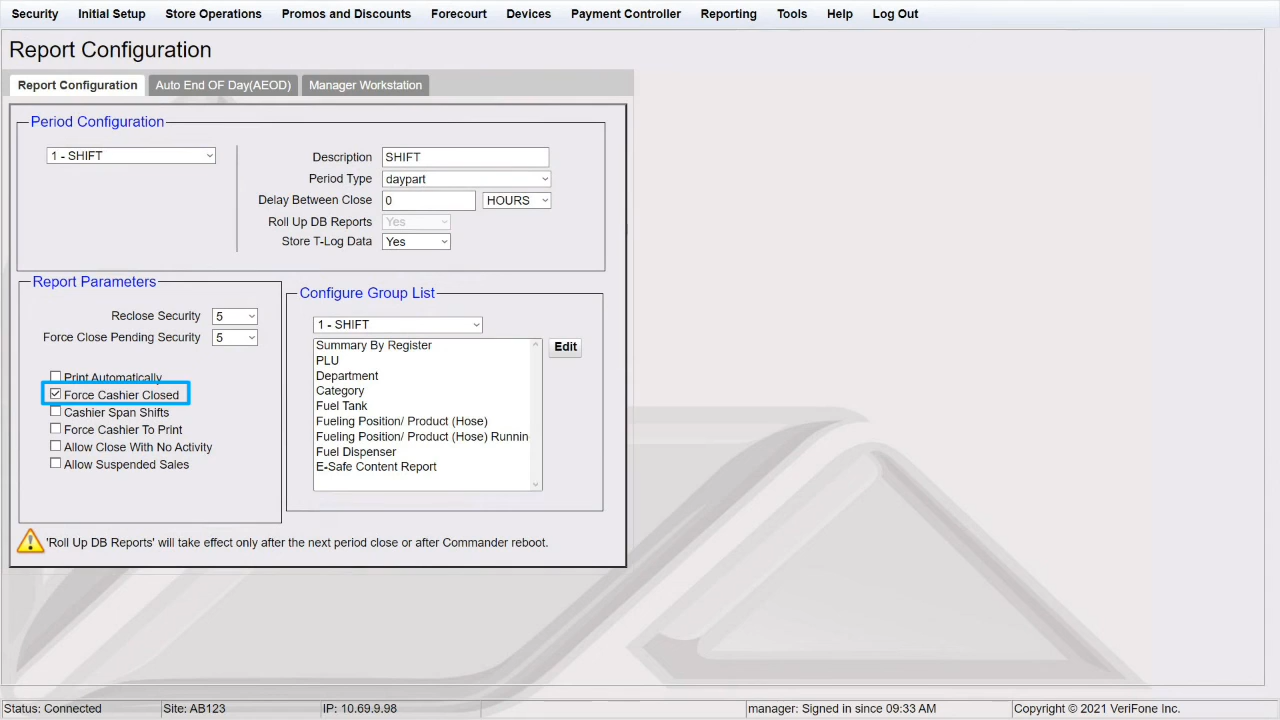 Security Initial Setup Store Operations Promos and Discounts Forecourt Devices Payment Controller Reporting Tools Help Log Out
Report Configuration
Report Configuration Auto End OF Day(AEOD) Manager Workstation
Period Configuration
1 - SHIFT
Description SHIFT
Period Type daypart
Delay Between Close 0 HOURS
Roll Up DB Reports Yes
Store T-Log Data Yes
Report Parameters
Reclose Security 5
Force Close Pending Security 5
Print Automatically
Force Cashier Closed
Cashier Span Shifts
Force Cashier To Print
Allow Close With No Activity
Allow Suspended Sales
Configure Group List
1 - SHIFT
Edit
Summary By Register
PLU
Department
Category
Fuel Tank
Fueling Position/ Product (Hose)
Fueling Position/ Product (Hose) Runnin
Fuel Dispenser
E-Safe Content Report
'Roll Up DB Reports' will take effect only after the next period close or after Commander reboot.
Status: Connected Site: AB123 IP: 10.69.9.98 manager: Signed in since 09:33 AM Copyright © 2021 VeriFone Inc.